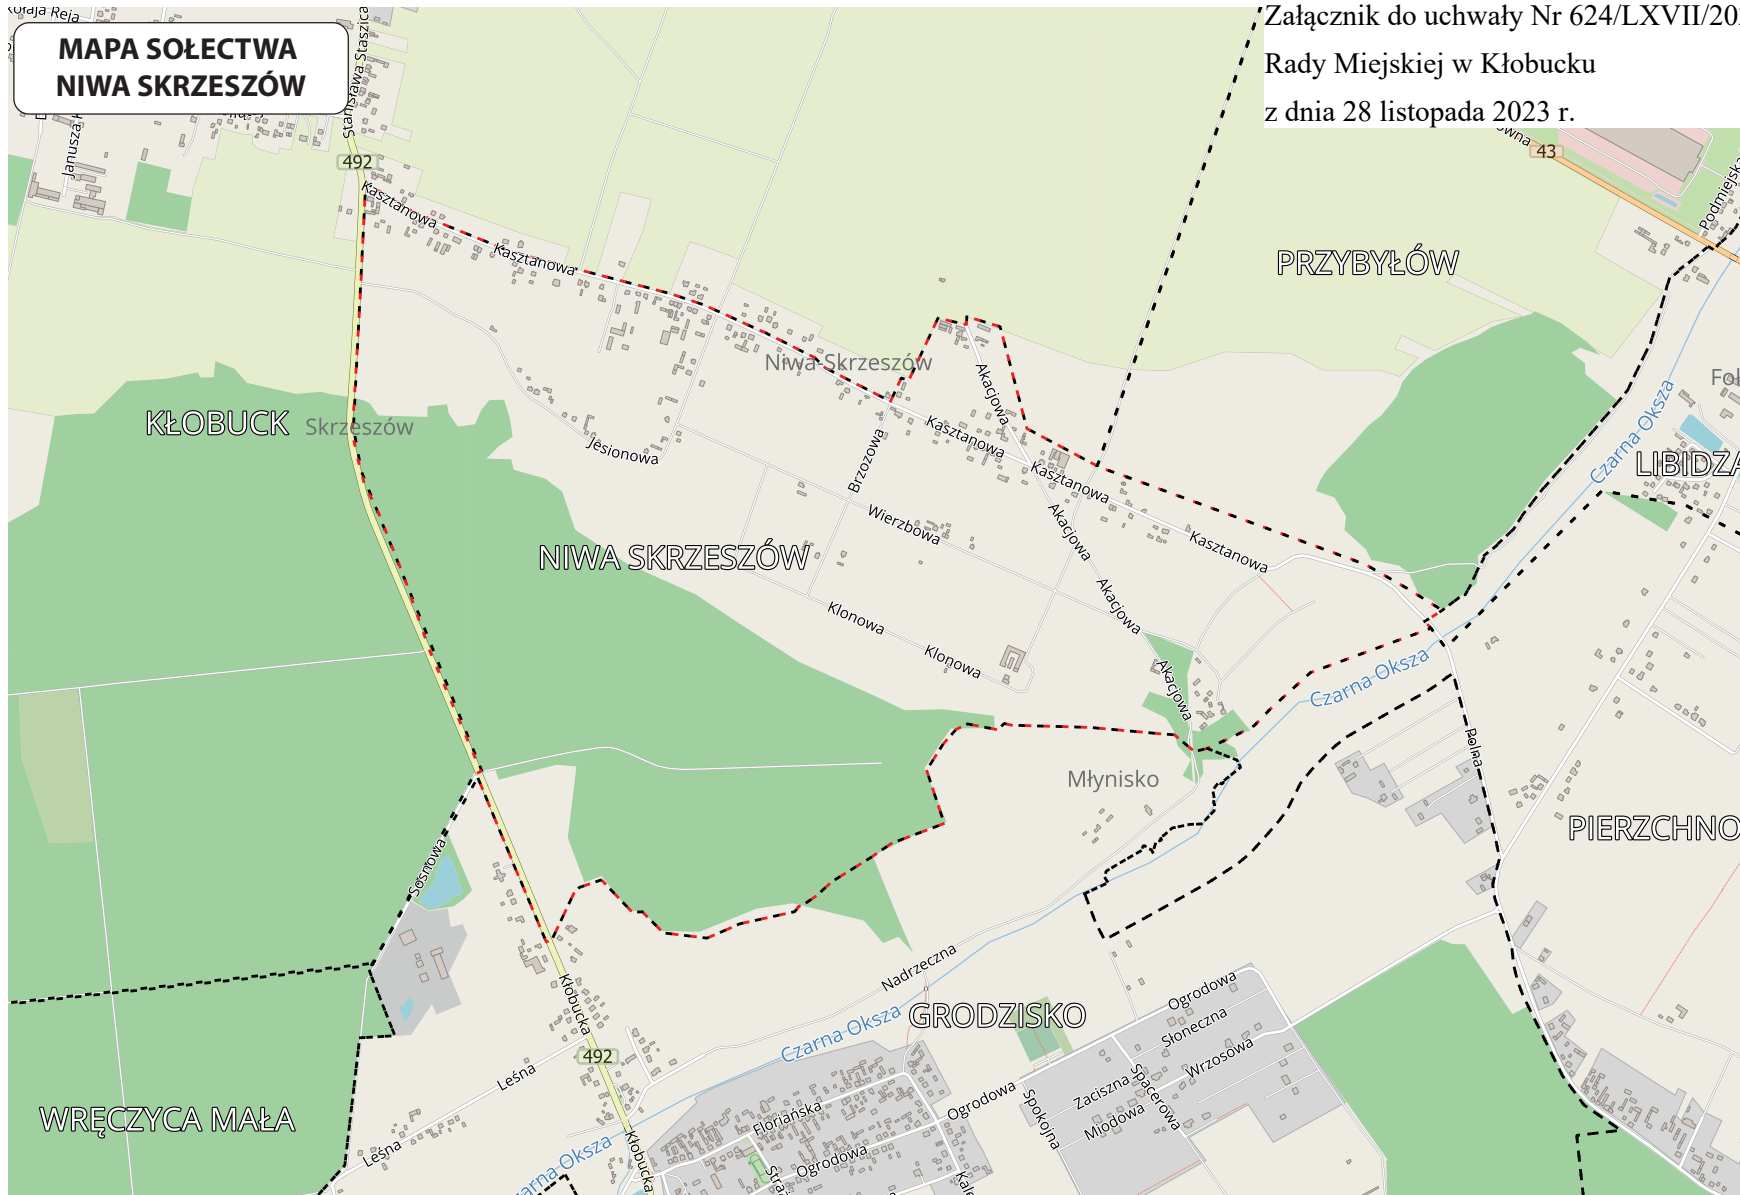 Załącznik do uchwały Nr 624/LXVII/20
Rady Miejskiej w Kłobucku
z dnia 28 listopada 2023 r.
MAPA SOŁECTWA
NIWA SKRZESZÓW
Reja
Stanisława Staszica
Janusza
492
43
Podmiejska
Kasztanowa
Kasztanowa
PRZYBYŁÓW
Niwa-Skrzeszów
Akacjowa
KŁOBUCK
Skrzeszów
Jesionowa
Brzozowa
Kasztanowa
Kasztanowa
Czarna Oksza
LIBIDZA
Wierzbowa
Akacjowa
Kasztanowa
NIWA SKRZESZÓW
Klonowa
Akacjowa
Klonowa
Akacjowa
Czarna Oksza
Polna
Młynisko
PIERZCHNO
Sosnowa
Nadrzeczna
Kłobucka
Ogrodowa
GRODZISKO
Słoneczna
Czarna Oksza
492
Wrzosowa
Leśna
Zaciszna
Spacerowa
Ogrodowa
Spokojna
Miodowa
Floriańska
WRĘCZYCA MAŁA
Leśna
Kłobucka
Ogrodowa
Oksza